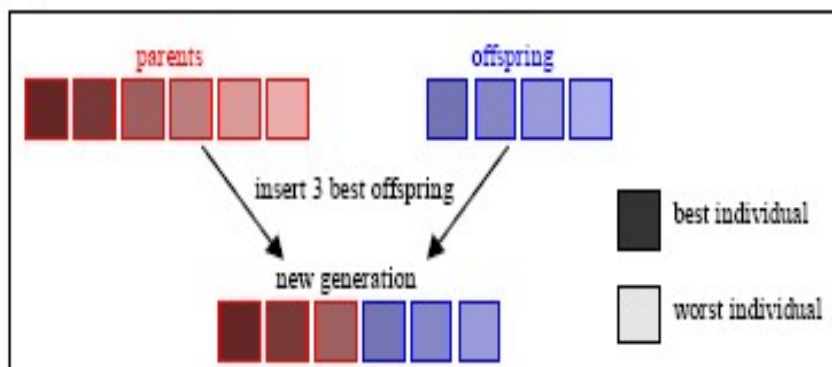 parents
offspring
insert 3 best offspring
best individual
new generation
worst individual